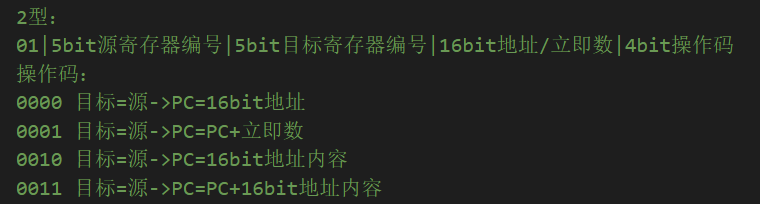 2型：
01|5bit源寄存器编号|5bit目标寄存器编号|16bit地址/立即数|4bit操作码
操作码：
0000 目标=源->PC=16bit地址
0001 目标=源->PC=PC+立即数
0010 目标=源->PC=16bit地址内容
0011 目标=源->PC=PC+16bit地址内容